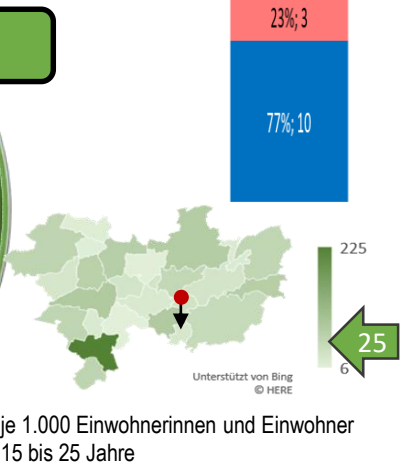 23%; 3
77%; 10
225
25
6
Unterstützt von Bing
© HERE
je 1.000 Einwohnerinnen und Einwohner
15 bis 25 Jahre